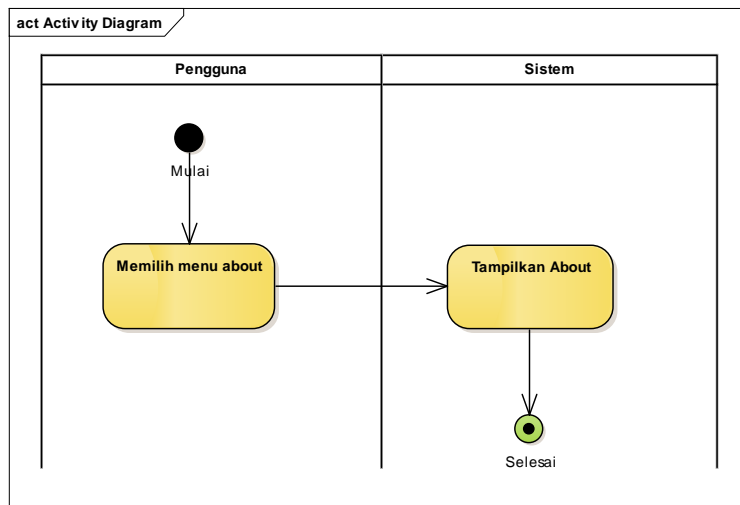 act Activity Diagram
Pengguna
Sistem
Mulai
Memilih menu about
Tampilkan About
Selesai